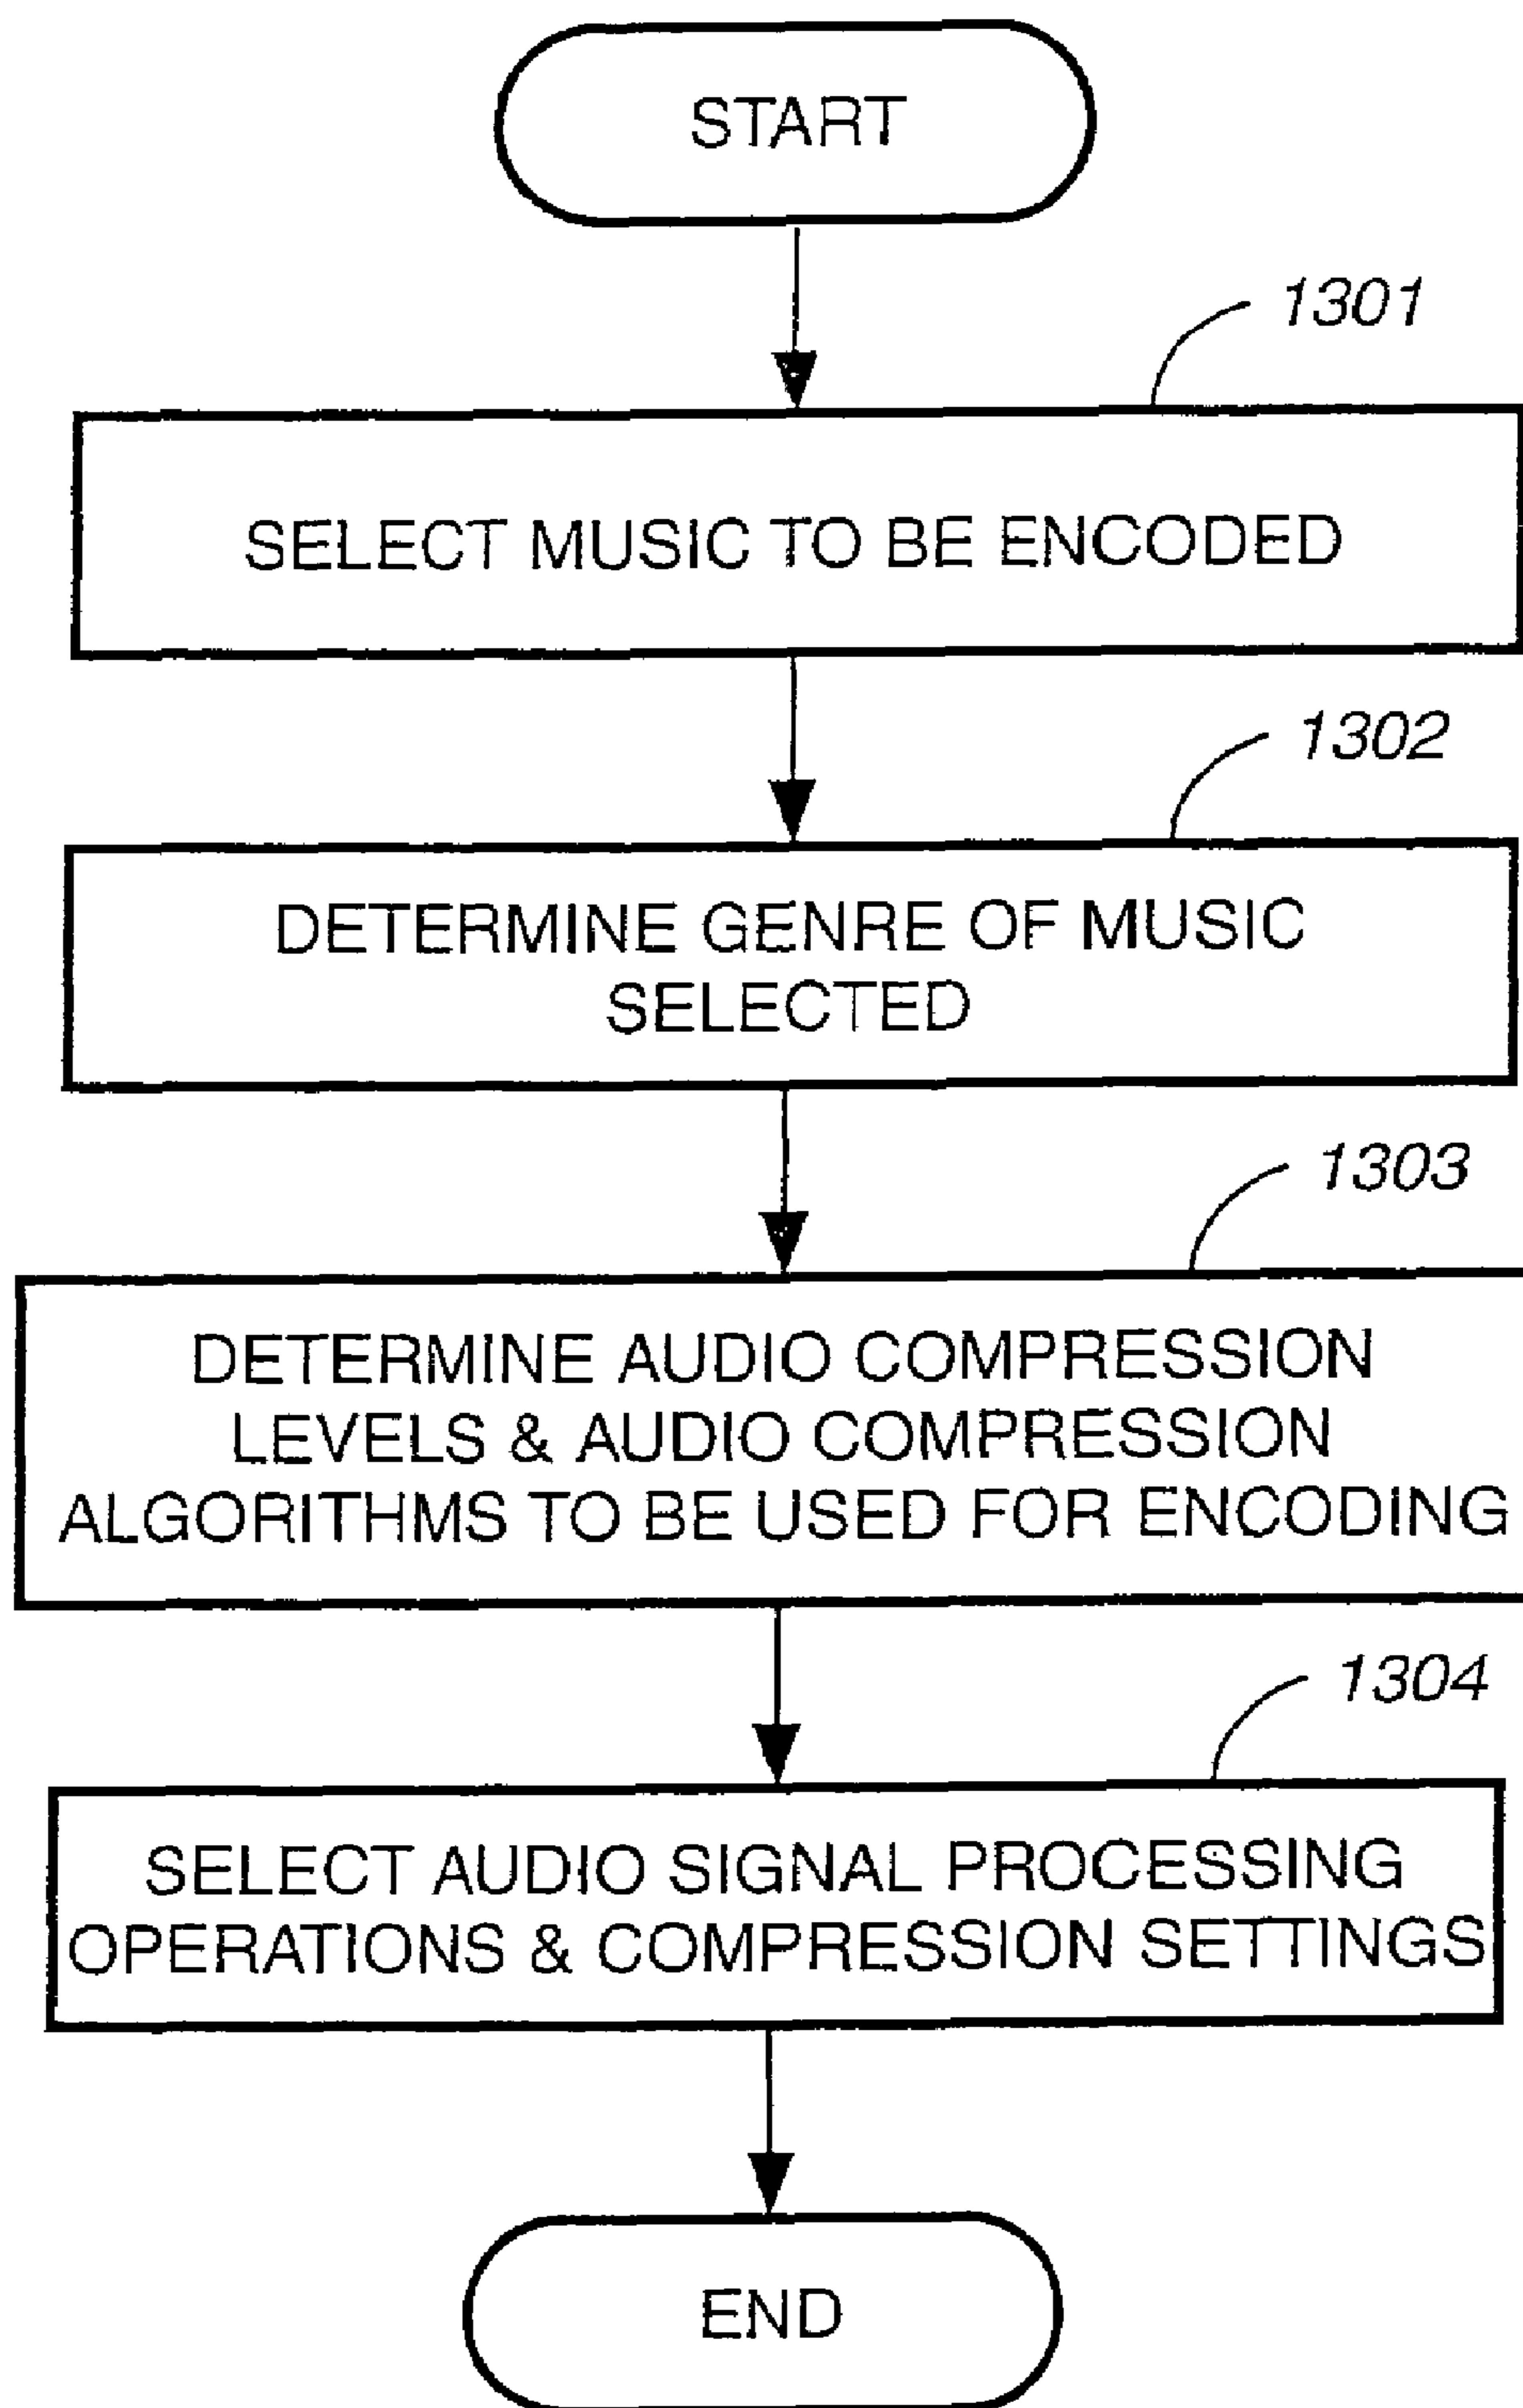 START
1301
SELECT MUSIC TO BE ENCODED
1302
DETERMINE GENRE OF MUSIC
SELECTED
1303
DETERMINE AUDIO COMPRESSION
LEVELS & AUDIO COMPRESSION
ALGORITHMS TO BE USED FOR ENCODING
1304
SELECT AUDIO SIGNAL PROCESSING
OPERATIONS & COMPRESSION SETTINGS
END